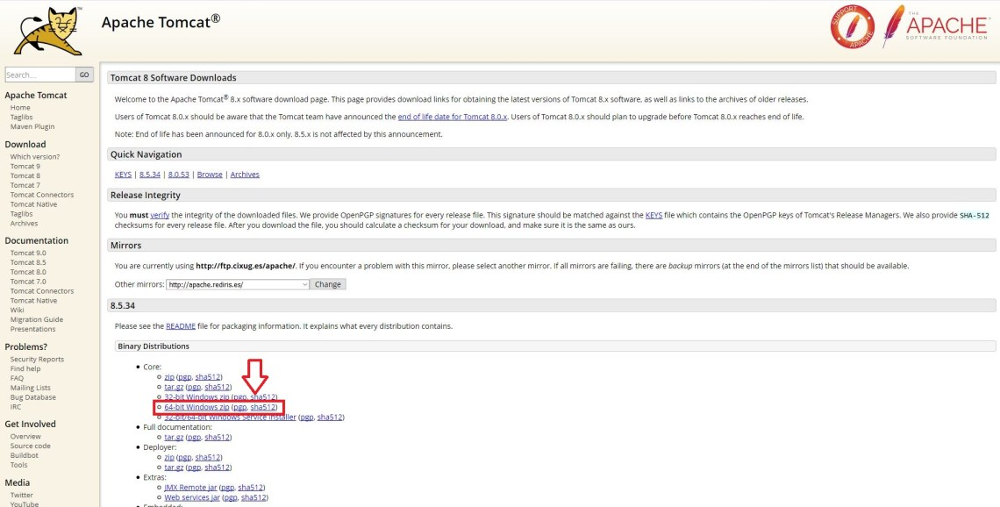 Apache Tomcat®
SUPPORT APACHE
THE
APACHE®
SOFTWARE FOUNDATION
Search...
GO
Apache Tomcat
Home
Taglibs
Maven Plugin
Download
Which version?
Tomcat 9
Tomcat 8
Tomcat 7
Tomcat Connectors
Tomcat Native
Taglibs
Archives
Documentation
Tomcat 9.0
Tomcat 8.5
Tomcat 8.0
Tomcat 7.0
Tomcat Connectors
Tomcat Native
Wiki
Migration Guide
Presentations
Problems?
Security Reports
Find help
FAQ
Mailing Lists
Bug Database
IRC
Get Involved
Overview
Source code
Buildbot
Tools
Media
Twitter
YouTube
Tomcat 8 Software Downloads
Welcome to the Apache Tomcat® 8.x software download page. This page provides download links for obtaining the latest versions of Tomcat 8.x software, as well as links to the archives of older releases.
Users of Tomcat 8.0.x should be aware that the Tomcat team have announced the end of life date for Tomcat 8.0.x. Users of Tomcat 8.0.x should plan to upgrade before Tomcat 8.0.x reaches end of life.
Note: End of life has been announced for 8.0.x only. 8.5.x is not affected by this announcement.
Quick Navigation
KEYS | 8.5.34 | 8.0.53 | Browse | Archives
Release Integrity
You must verify the integrity of the downloaded files. We provide OpenPGP signatures for every release file. This signature should be matched against the KEYS file which contains the OpenPGP keys of Tomcat's Release Managers. We also provide SHA-512
checksums for every release file. After you download the file, you should calculate a checksum for your download, and make sure it is the same as ours.
Mirrors
You are currently using http://ftp.cixug.es/apache/. If you encounter a problem with this mirror, please select another mirror. If all mirrors are failing, there are backup mirrors (at the end of the mirrors list) that should be available.
Other mirrors: http://apache.rediris.es/ Change
8.5.34
Please see the README file for packaging information. It explains what every distribution contains.
Binary Distributions
Core:
zip (pgp, sha512)
tar.gz (pgp, sha512)
32-bit Windows zip (pgp, sha512)
64-bit Windows zip (pgp, sha512)
32-bit/64-bit Windows Service Installer (pgp, sha512)
Full documentation:
tar.gz (pgp, sha512)
Deployer:
zip (pgp, sha512)
tar.gz (pgp, sha512)
Extras:
JMX Remote jar (pgp, sha512)
Web services jar (pgp, sha512)
Embedded: